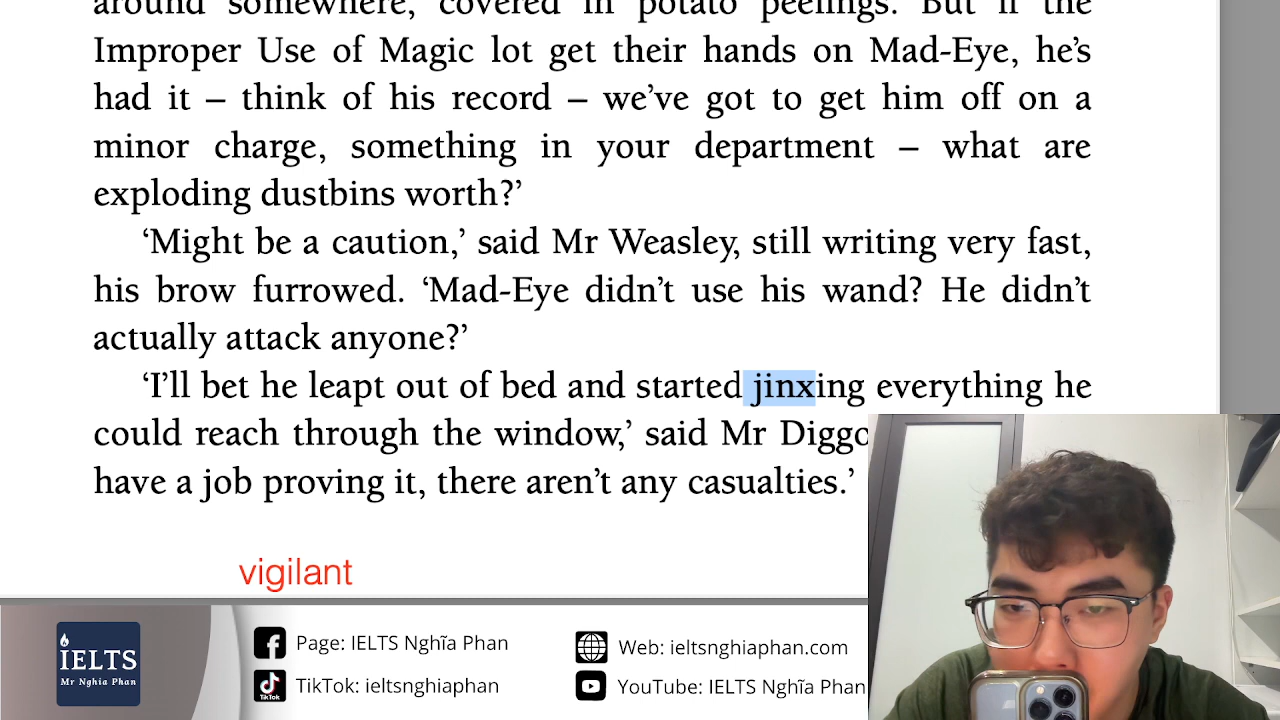 around somewhere, covered in potato peelings. But if the
Improper Use of Magic lot get their hands on Mad-Eye, he’s
had it – think of his record – we’ve got to get him off on a
minor charge, something in your department – what are
exploding dustbins worth?’
‘Might be a caution,’ said Mr Weasley, still writing very fast,
his brow furrowed. ‘Mad-Eye didn’t use his wand? He didn’t
actually attack anyone?’
‘I’ll bet he leapt out of bed and started jinxing everything he
could reach through the window,’ said Mr Diggo
have a job proving it, there aren’t any casualties.’
vigilant
IELTS
Mr Nghia Phan
Page: IELTS Nghĩa Phan
TikTok: ieltsnghiaphan
TikTok
Web: ieltsnghiaphan.com
YouTube: IELTS Nghĩa Phan